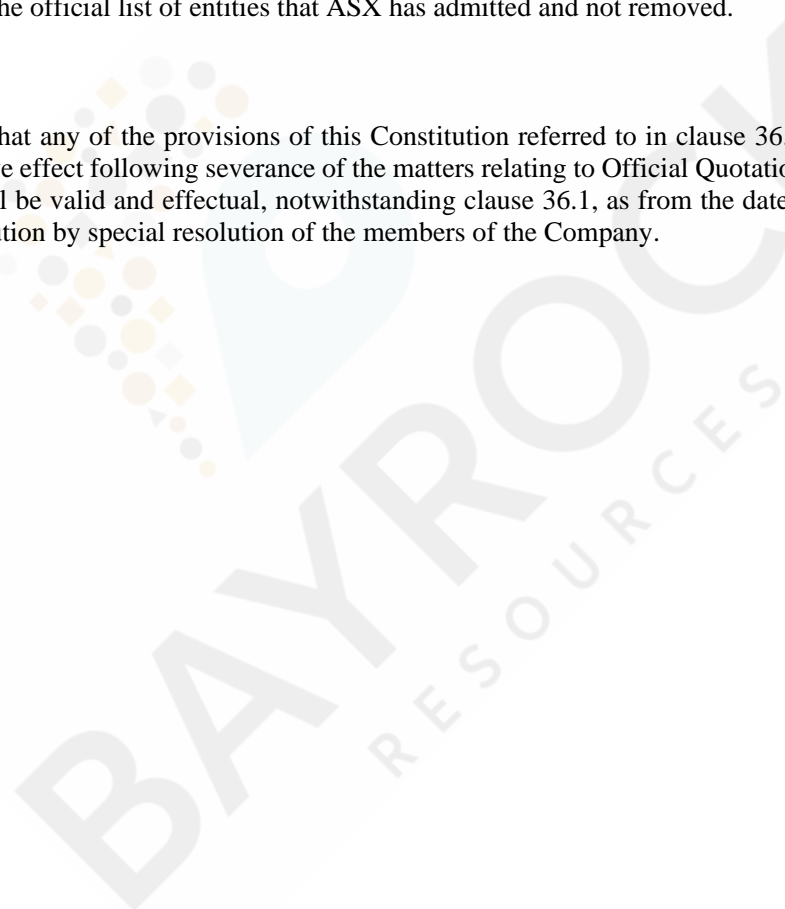 he official list of entities that ASX has admitted and not removed.
hat any of the provisions of this Constitution referred to in clause 36.
e effect following severance of the matters relating to Official Quotatio
l be valid and effectual, notwithstanding clause 36.1, as from the date
ution by special resolution of the members of the Company.
BAYROCK
RESOURCES